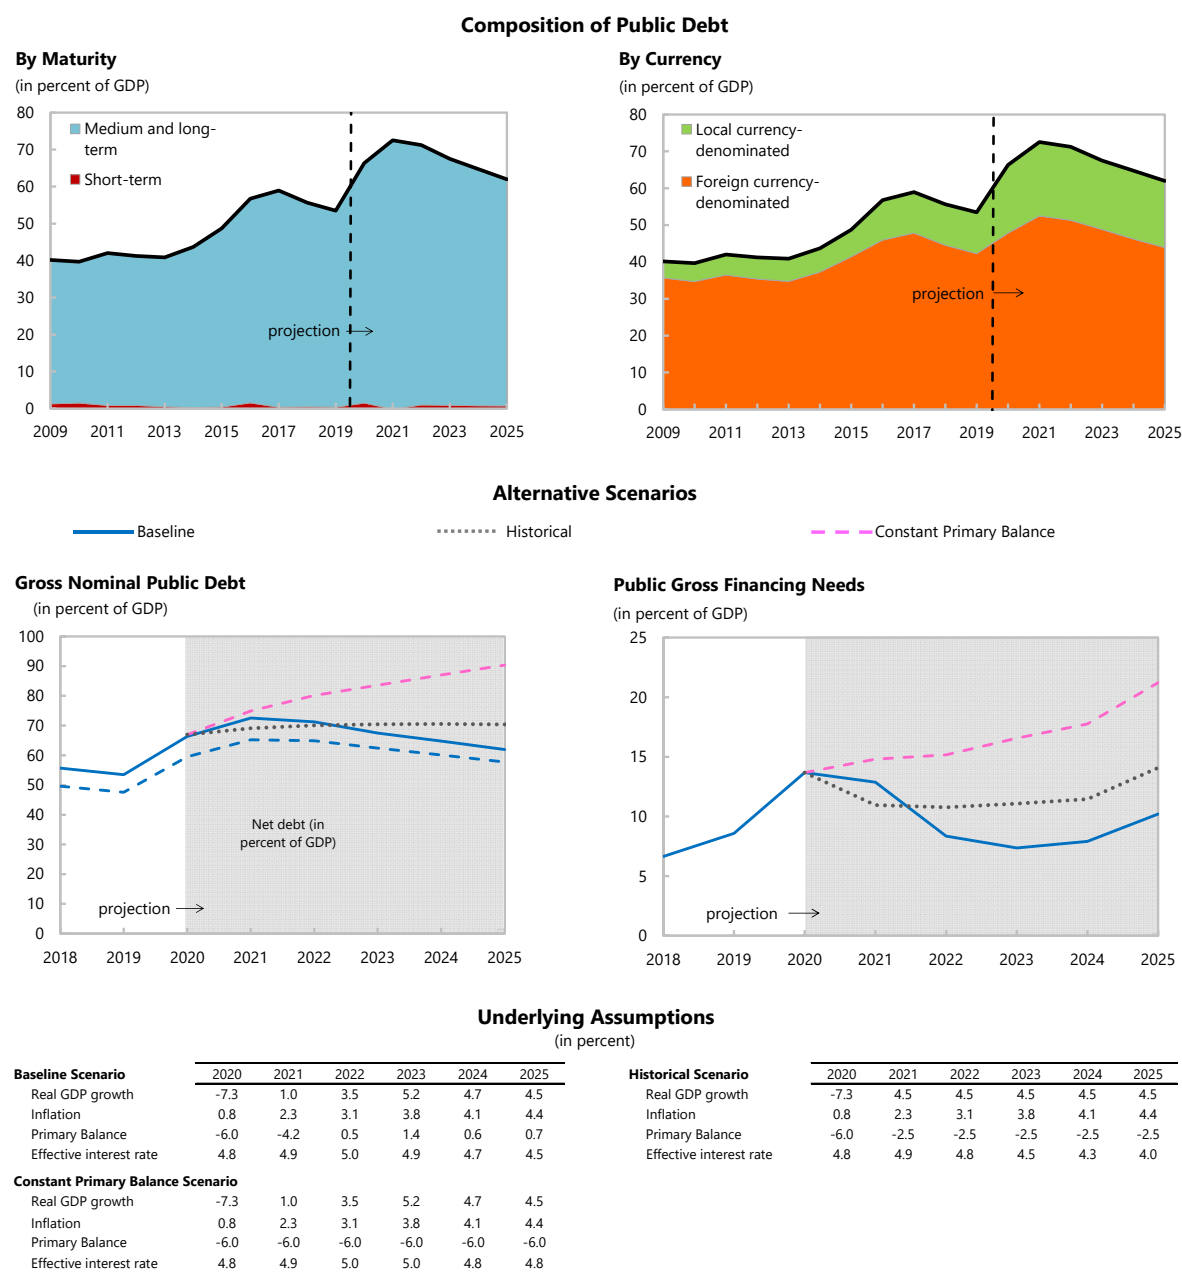 Composition of Public Debt
By Maturity
(in percent of GDP)
80
70
60
50
40
30
20
10
0
Medium and long-
term
Short-term
projection
2009 2011 2013 2015 2017 2019 2021 2023 2025
By Currency
(in percent of GDP)
80
70
60
50
40
30
20
10
0
Local currency-
denominated
Foreign currency-
denominated
projection
2009 2011 2013 2015 2017 2019 2021 2023 2025
Alternative Scenarios
Baseline Historical Constant Primary Balance
Gross Nominal Public Debt
(in percent of GDP)
100
90
80
70
60
50
40
30
20
10
0
Net debt (in
percent of GDP)
projection
2018 2019 2020 2021 2022 2023 2024 2025
Public Gross Financing Needs
(in percent of GDP)
25
20
15
10
5
0
projection
2018 2019 2020 2021 2022 2023 2024 2025
Underlying Assumptions
(in percent)
Baseline Scenario 2020 2021 2022 2023 2024 2025
Real GDP growth -7.3 1.0 3.5 5.2 4.7 4.5
Inflation 0.8 2.3 3.1 3.8 4.1 4.4
Primary Balance -6.0 -4.2 0.5 1.4 0.6 0.7
Effective interest rate 4.8 4.9 5.0 4.9 4.7 4.5
Constant Primary Balance Scenario
Real GDP growth -7.3 1.0 3.5 5.2 4.7 4.5
Inflation 0.8 2.3 3.1 3.8 4.1 4.4
Primary Balance -6.0 -6.0 -6.0 -6.0 -6.0 -6.0
Effective interest rate 4.8 4.9 5.0 5.0 4.8 4.8
Historical Scenario 2020 2021 2022 2023 2024 2025
Real GDP growth -7.3 4.5 4.5 4.5 4.5 4.5
Inflation 0.8 2.3 3.1 3.8 4.1 4.4
Primary Balance -6.0 -2.5 -2.5 -2.5 -2.5 -2.5
Effective interest rate 4.8 4.9 4.8 4.5 4.3 4.0